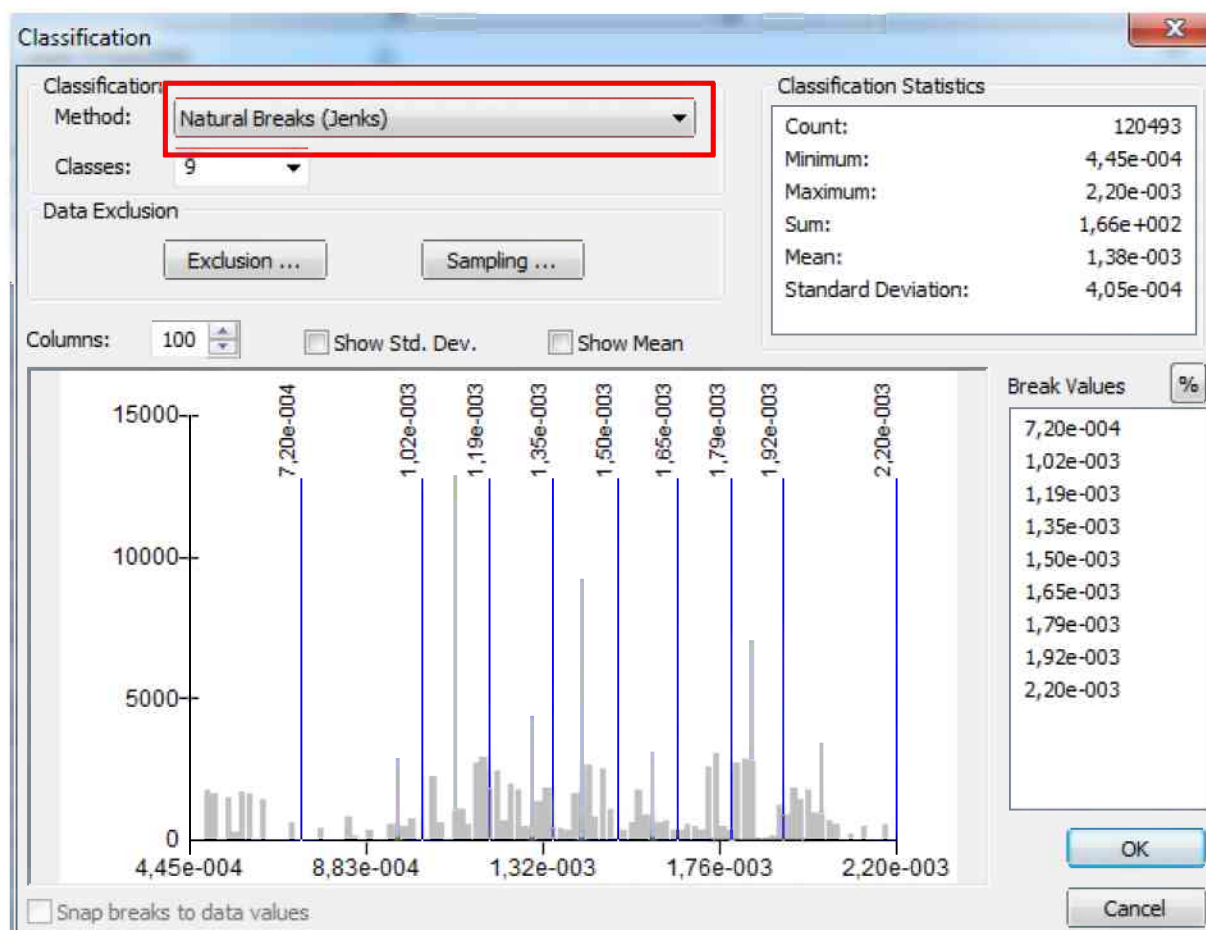 Classification
Classification
Method: Natural Breaks (Jenks)
Classes: 9
Data Exclusion
Exclusion ... Sampling ...
Classification Statistics
Count: 120493
Minimum: 4,45e-004
Maximum: 2,20e-003
Sum: 1,66e+002
Mean: 1,38e-003
Standard Deviation: 4,05e-004
Columns: 100 Show Std. Dev. Show Mean
15000
10000
5000
0
7,20e-004
1,02e-003
1,19e-003
1,35e-003
1,50e-003
1,65e-003
1,79e-003
1,92e-003
2,20e-003
4,45e-004 8,83e-004 1,32e-003 1,76e-003 2,20e-003
Break Values %
7,20e-004
1,02e-003
1,19e-003
1,35e-003
1,50e-003
1,65e-003
1,79e-003
1,92e-003
2,20e-003
OK
Cancel
Snap breaks to data values